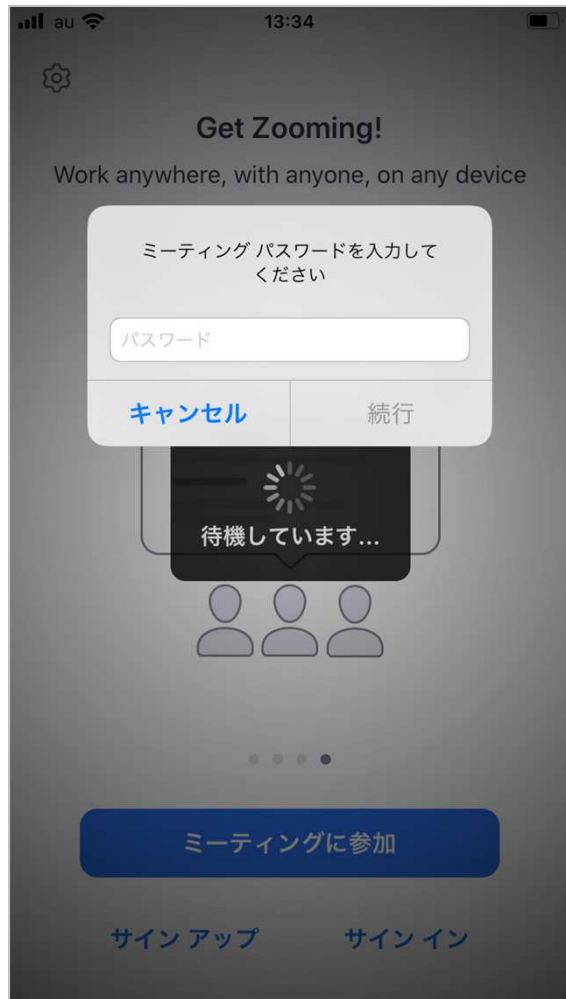 au 13:34
Get Zooming!
Work anywhere, with anyone, on any device
ミーティング パスワードを入力して
ください
パスワード
キャンセル 続行
待機しています...
ミーティングに参加
サイン アップ サイン イン